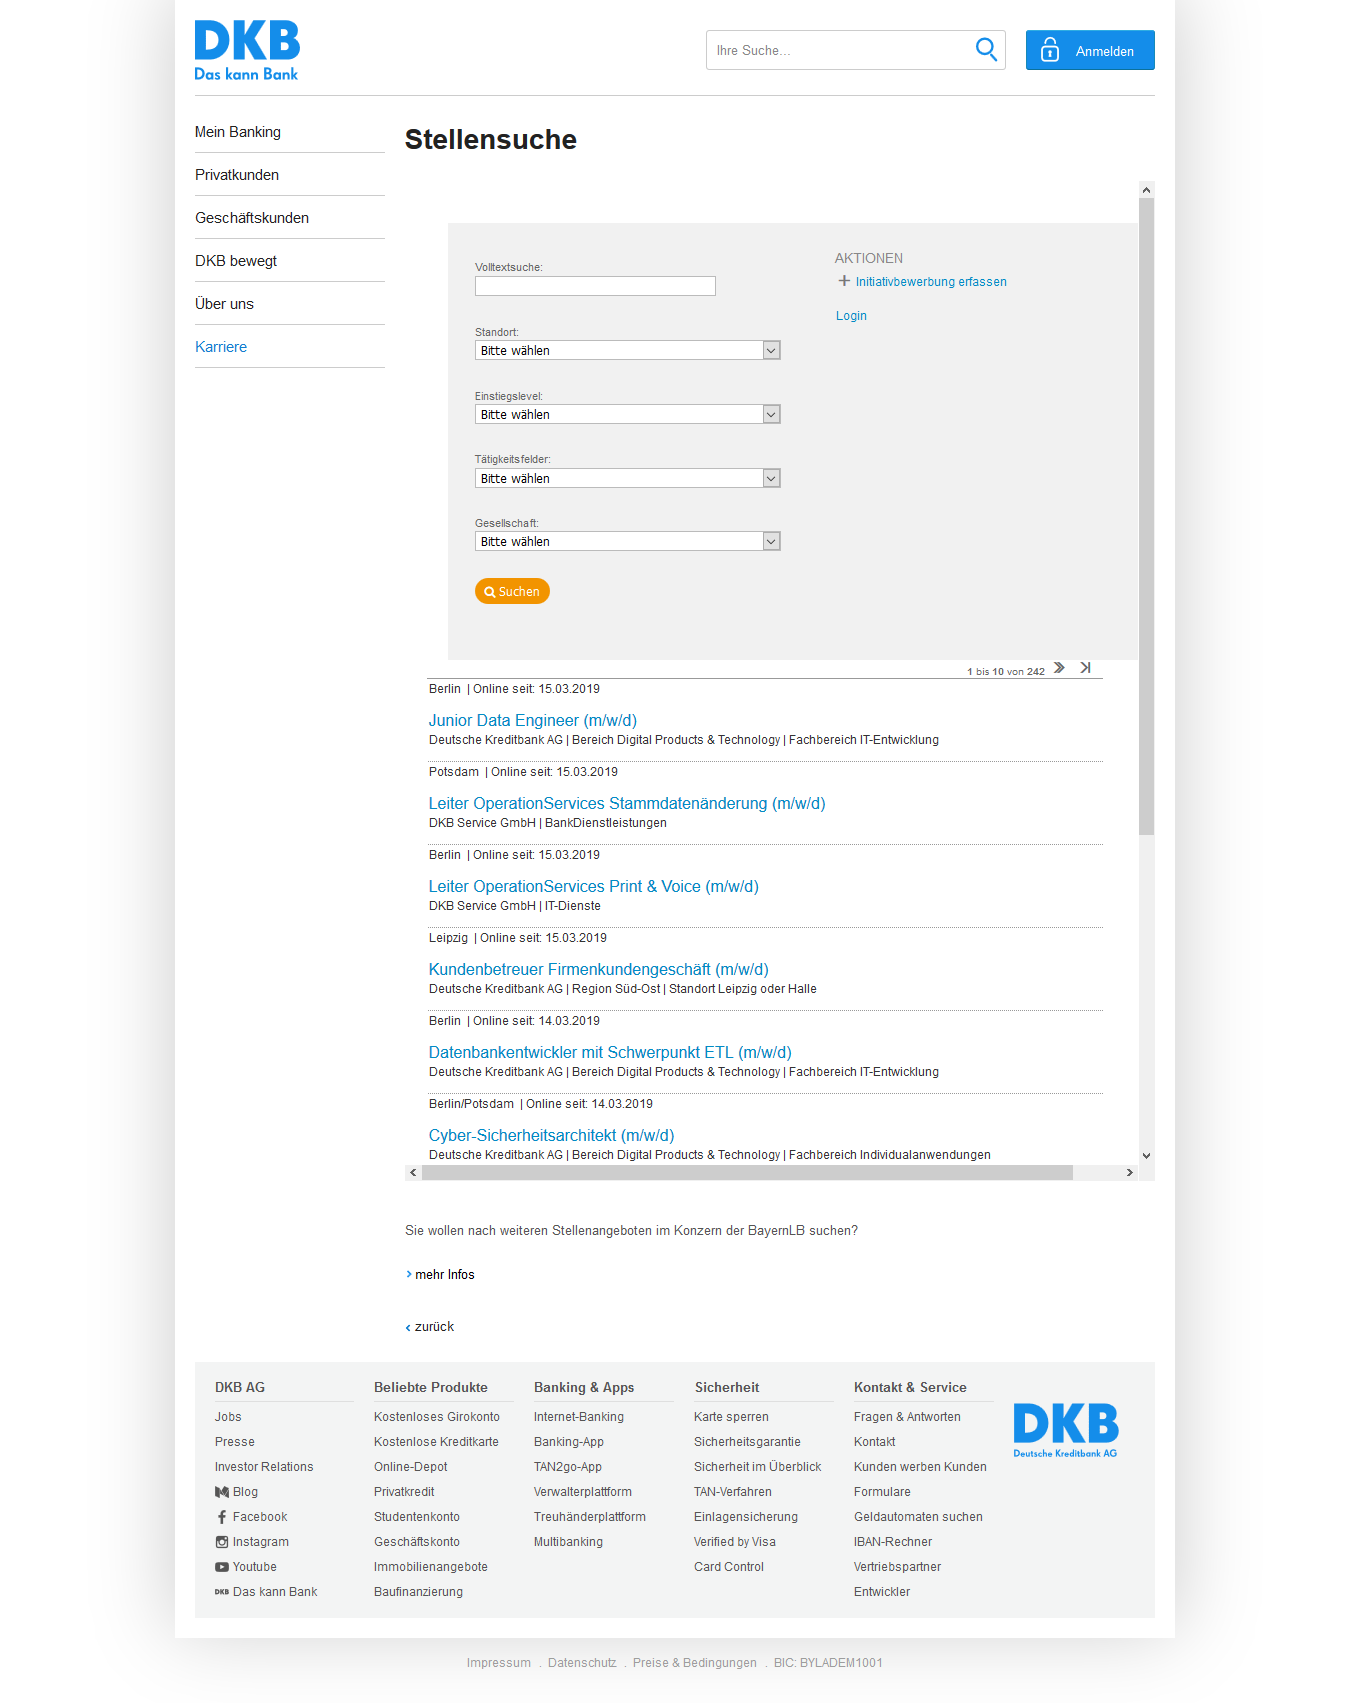 DKB
Das kann Bank
Ihre Suche...
Anmelden
Mein Banking
Privatkunden
Geschäftskunden
DKB bewegt
Über uns
Karriere
Stellensuche
Volltextsuche:
Standort:
Bitte wählen
Einstiegslevel:
Bitte wählen
Tätigkeitsfelder:
Bitte wählen
Gesellschaft:
Bitte wählen
Suchen
AKTIONEN
Initiativbewerbung erfassen
Login
1 bis 10 von 242
Berlin | Online seit: 15.03.2019
Junior Data Engineer (m/w/d)
Deutsche Kreditbank AG | Bereich Digital Products & Technology | Fachbereich IT-Entwicklung
Potsdam | Online seit: 15.03.2019
Leiter OperationServices Stammdatenänderung (m/w/d)
DKB Service GmbH | BankDienstleistungen
Berlin | Online seit: 15.03.2019
Leiter OperationServices Print & Voice (m/w/d)
DKB Service GmbH | IT-Dienste
Leipzig | Online seit: 15.03.2019
Kundenbetreuer Firmenkundengeschäft (m/w/d)
Deutsche Kreditbank AG | Region Süd-Ost | Standort Leipzig oder Halle
Berlin | Online seit: 14.03.2019
Datenbankentwickler mit Schwerpunkt ETL (m/w/d)
Deutsche Kreditbank AG | Bereich Digital Products & Technology | Fachbereich IT-Entwicklung
Berlin/Potsdam | Online seit: 14.03.2019
Cyber-Sicherheitsarchitekt (m/w/d)
Deutsche Kreditbank AG | Bereich Digital Products & Technology | Fachbereich Individualanwendungen
Sie wollen nach weiteren Stellenangeboten im Konzern der BayernLB suchen?
mehr Infos
zurück
DKB AG
Jobs
Presse
Investor Relations
Blog
Facebook
Instagram
Youtube
DKB Das kann Bank
Beliebte Produkte
Kostenloses Girokonto
Kostenlose Kreditkarte
Online-Depot
Privatkredit
Studentenkonto
Geschäftskonto
Immobilienangebote
Baufinanzierung
Banking & Apps
Internet-Banking
Banking-App
TAN2go-App
Verwalterplattform
Treuhänderplattform
Multibanking
Sicherheit
Karte sperren
Sicherheitsgarantie
Sicherheit im Überblick
TAN-Verfahren
Einlagensicherung
Verified by Visa
Card Control
Kontakt & Service
Fragen & Antworten
Kontakt
Kunden werben Kunden
Formulare
Geldautomaten suchen
IBAN-Rechner
Vertriebspartner
Entwickler
DKB
Deutsche Kreditbank AG
Impressum . Datenschutz . Preise & Bedingungen . BIC: BYLADEM1001